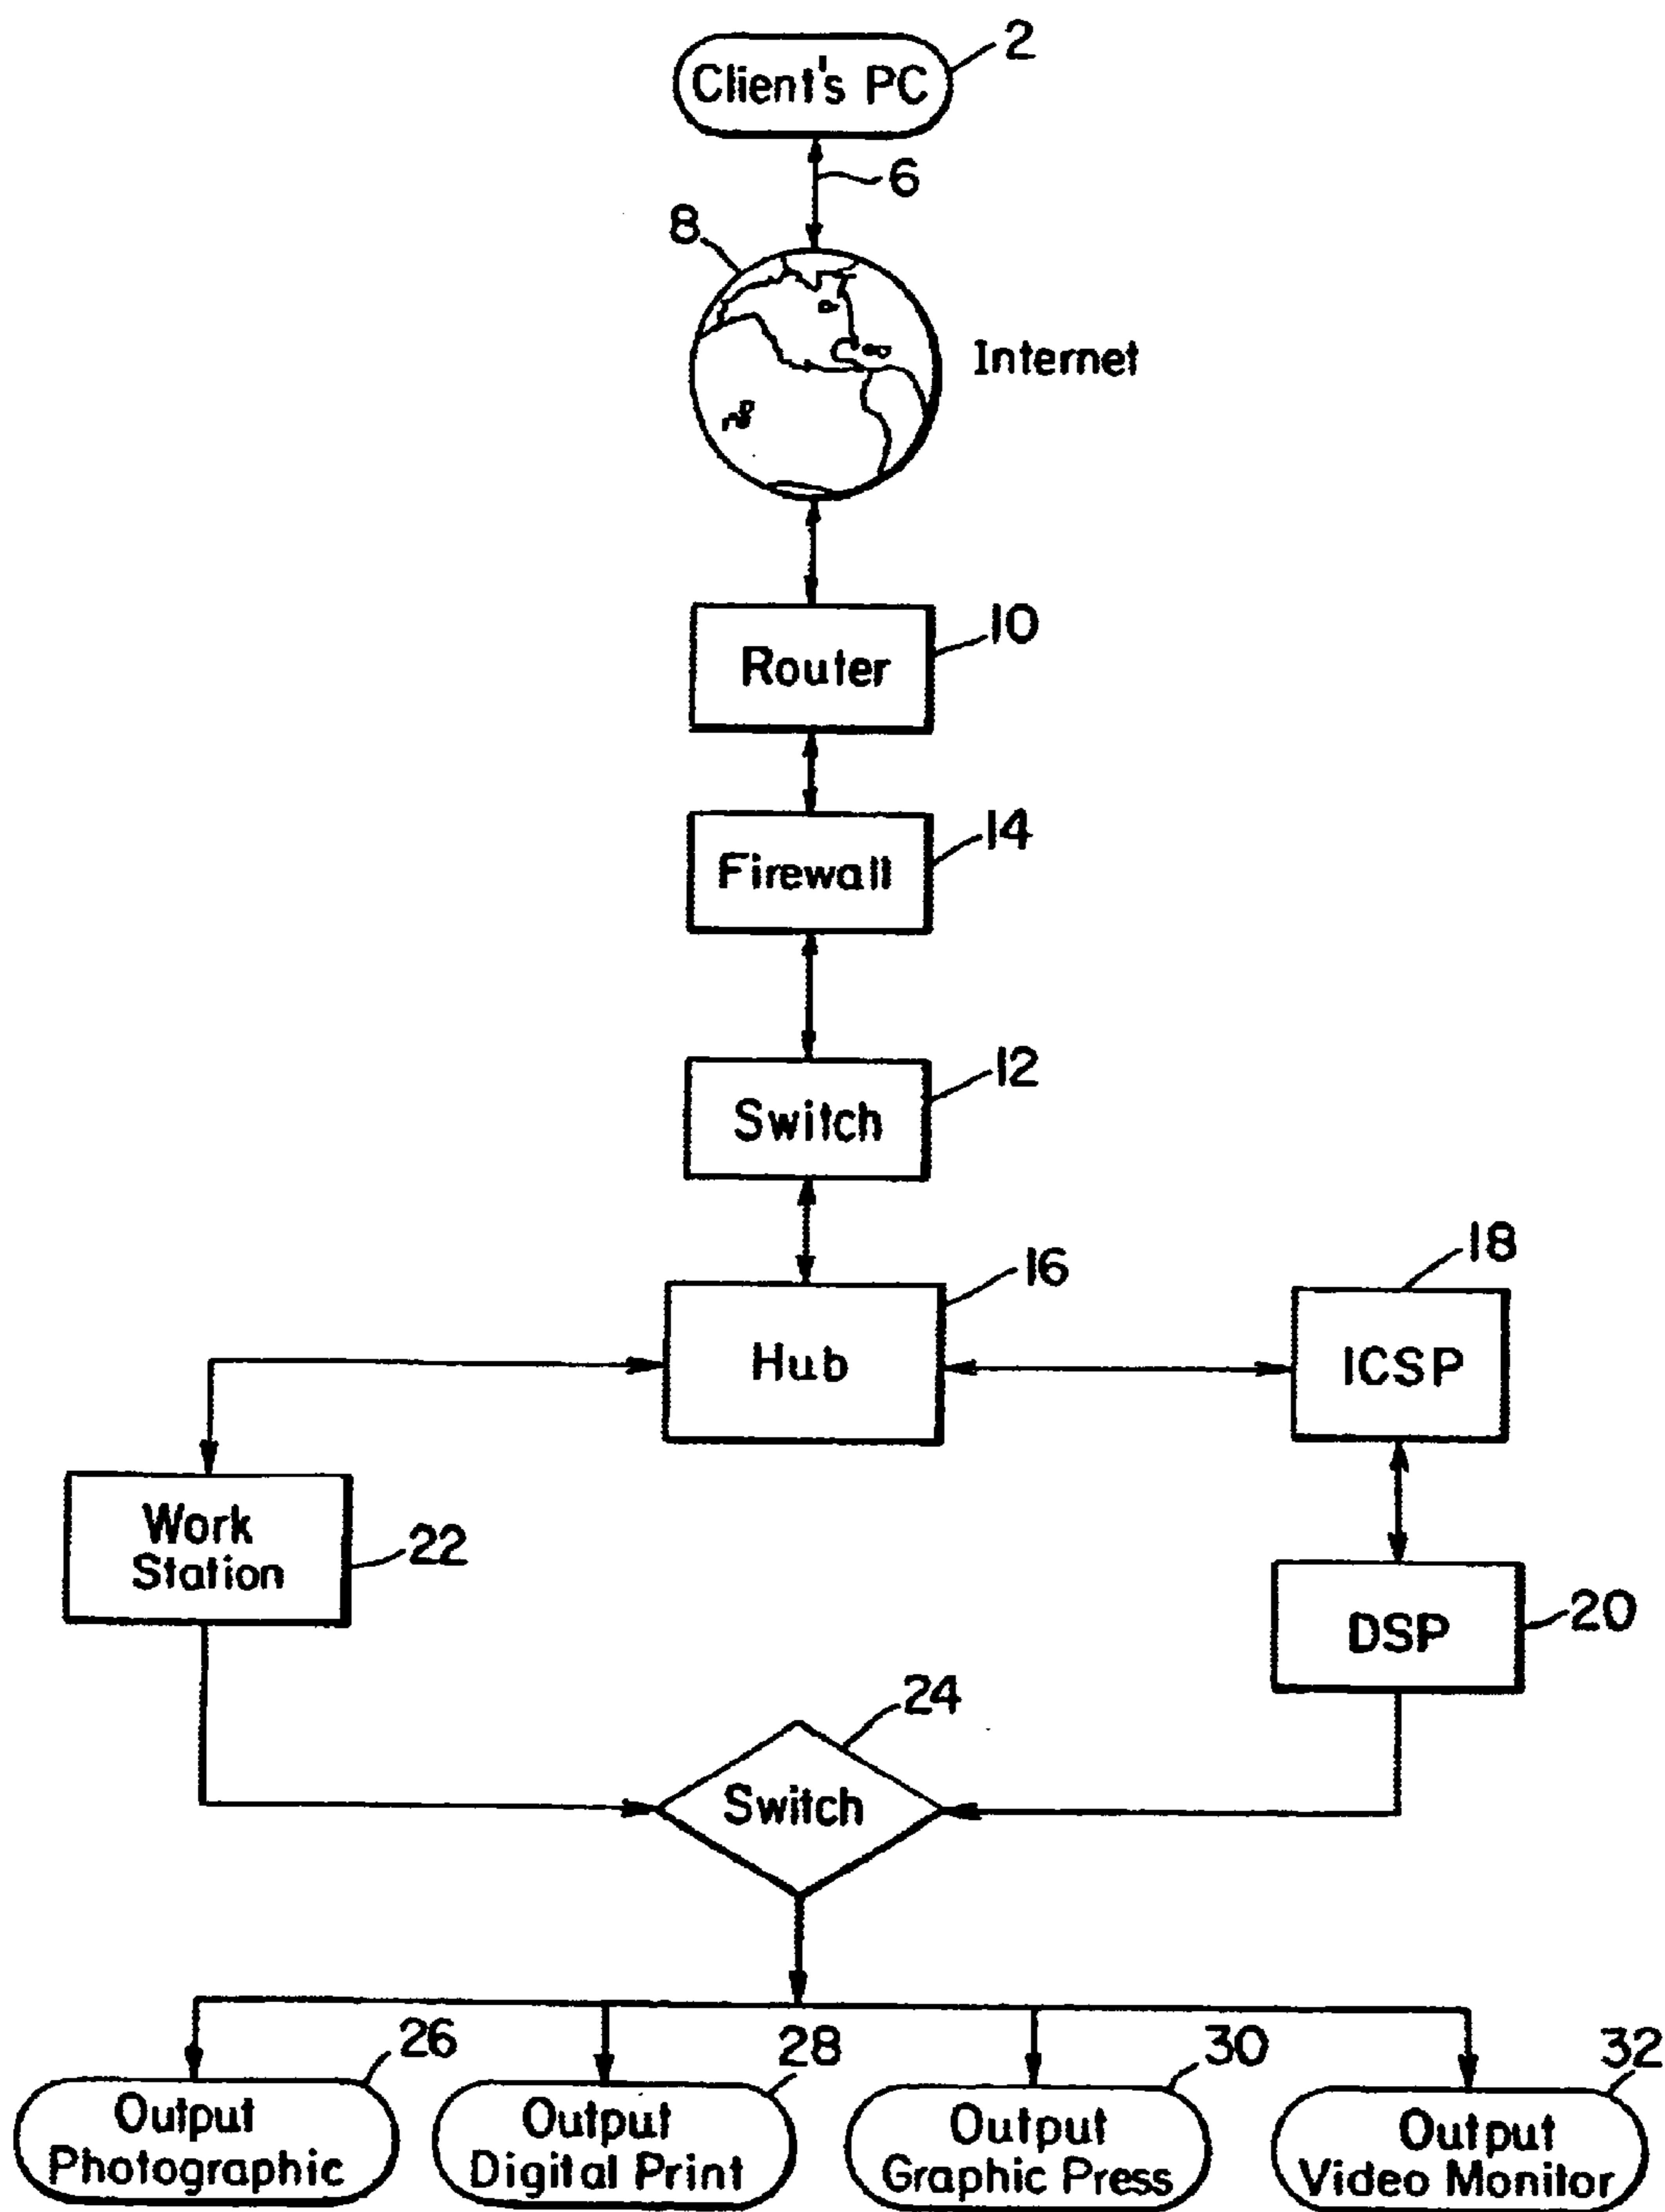 Client's PC
2
6
8
Internet
Router
10
Firewall
14
Switch
12
Hub
16
ICSP
18
Work
Station
22
DSP
20
Switch
24
26
28
30
32
Output
Photographic
Output
Digital Print
Output
Graphic Press
Output
Video Monitor